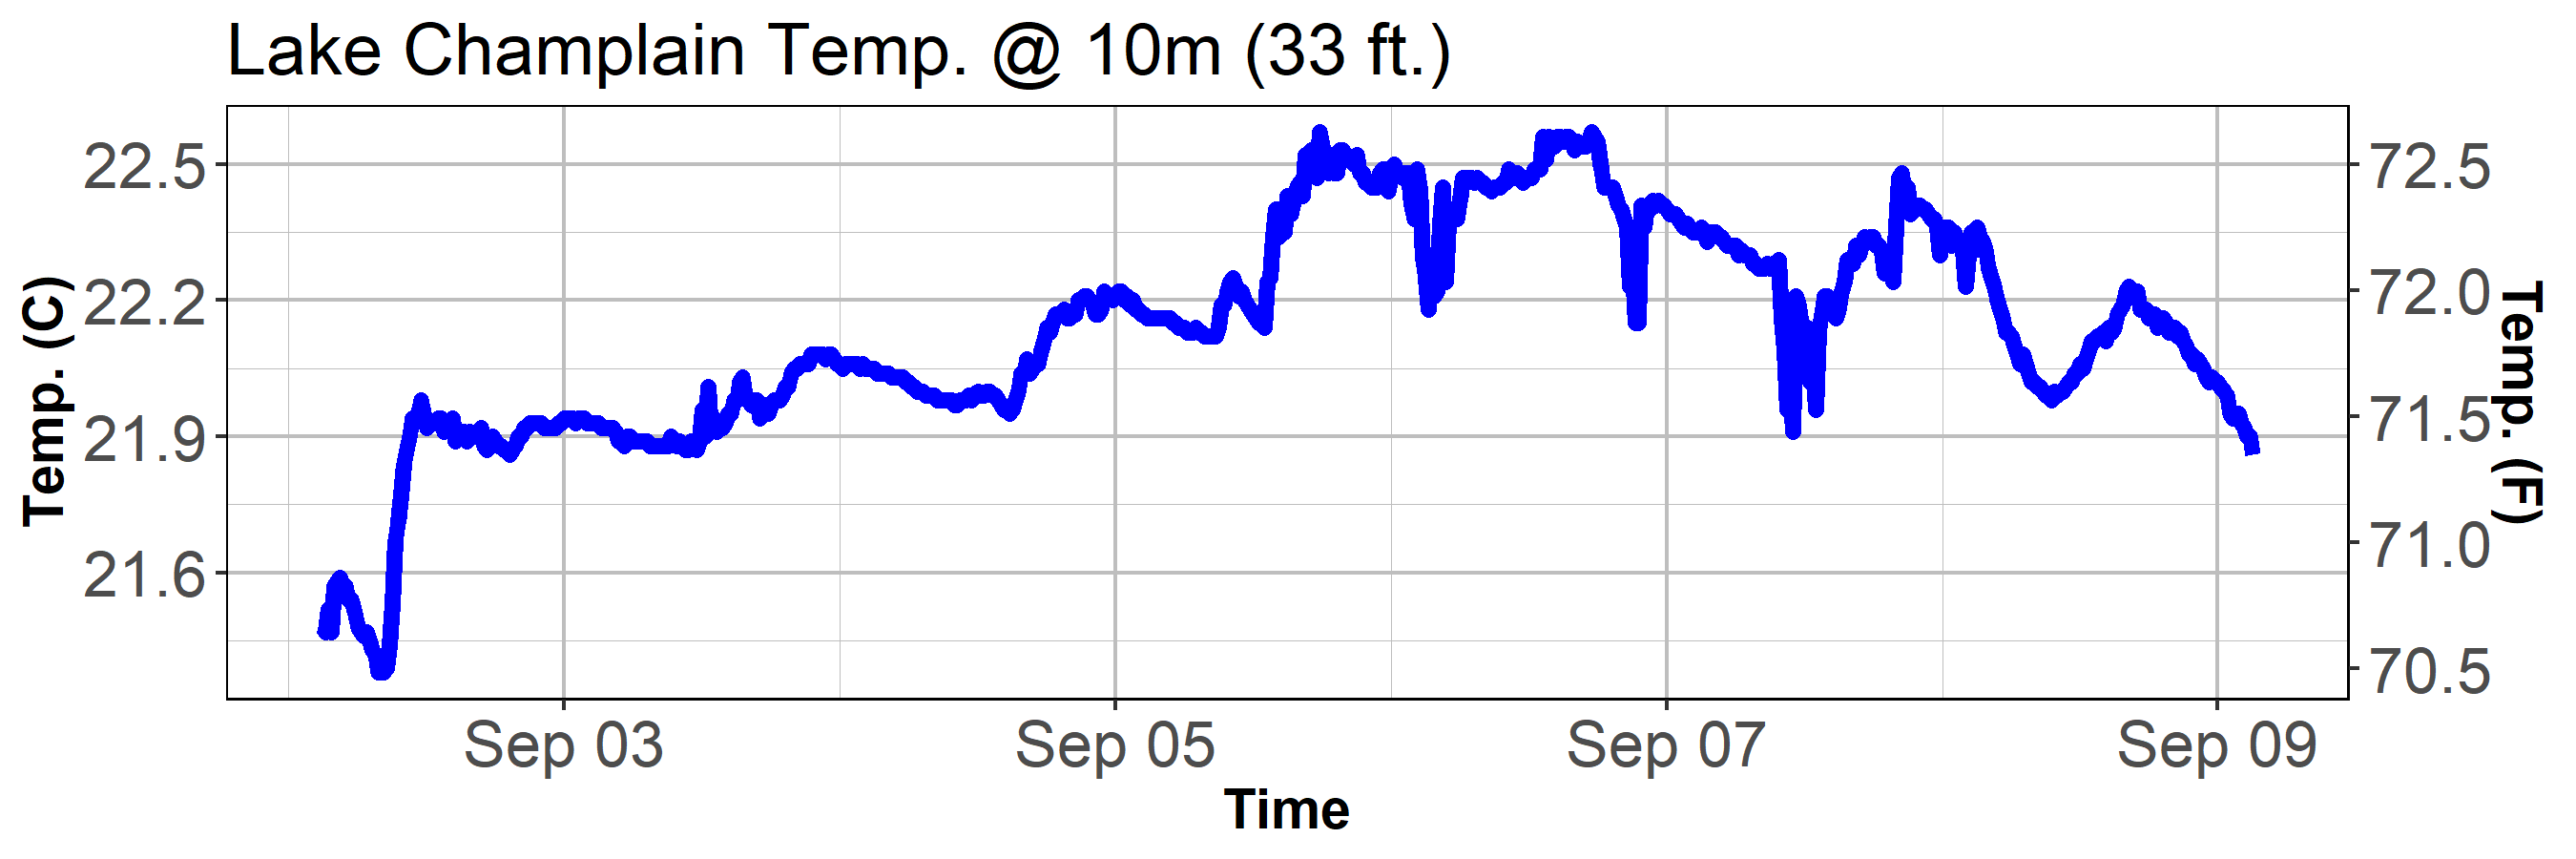 Lake Champlain Temp. @ 10m (33 ft.)
Temp. (C)
22.5
22.2
21.9
21.6
72.5
72.0
71.5
71.0
70.5
Temp. (F)
Sep 03 Sep 05 Sep 07 Sep 09
Time